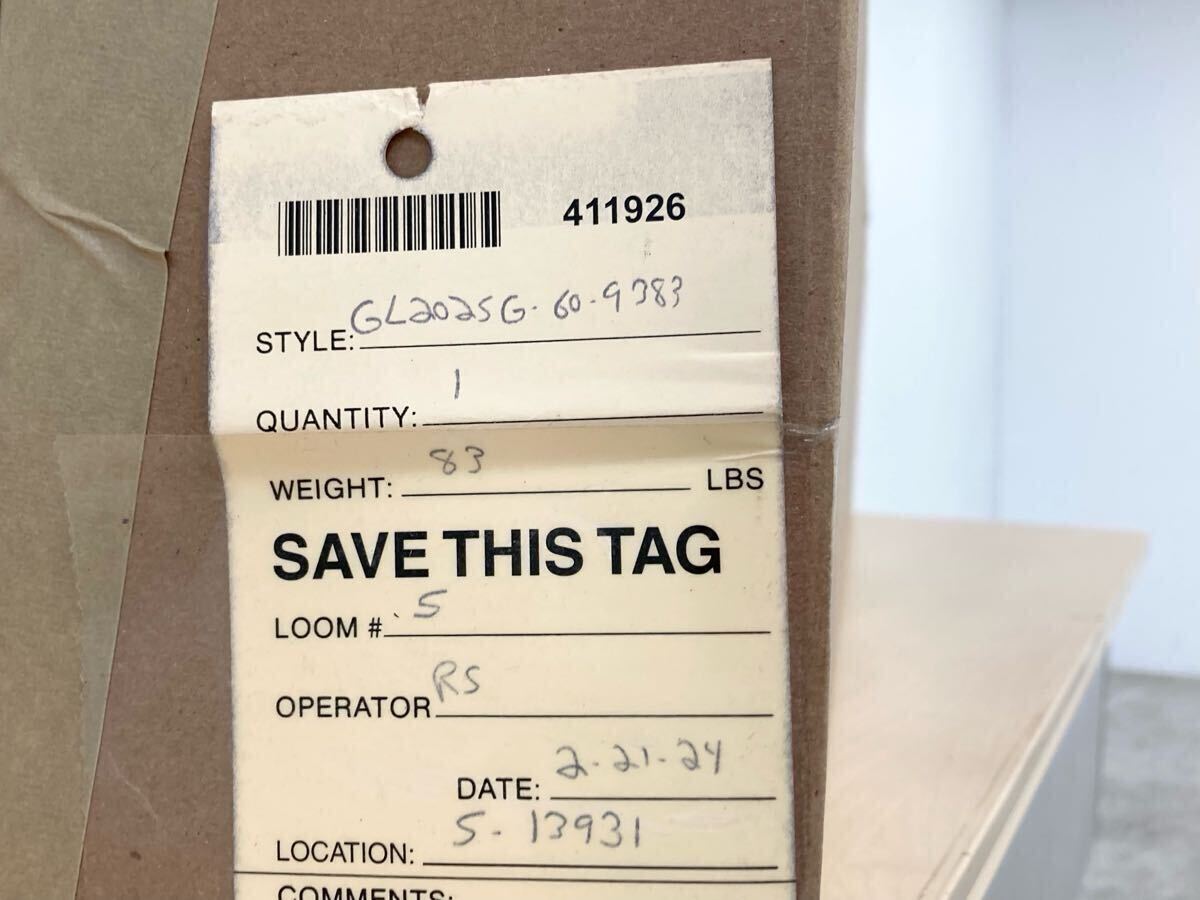 411926
STYLE: GL2025G-60-9383
QUANTITY: 1
WEIGHT: 83 LBS
SAVE THIS TAG
LOOM # 5
OPERATOR RS
DATE: 2-21-24
LOCATION: 5-13931
COMMENTS: